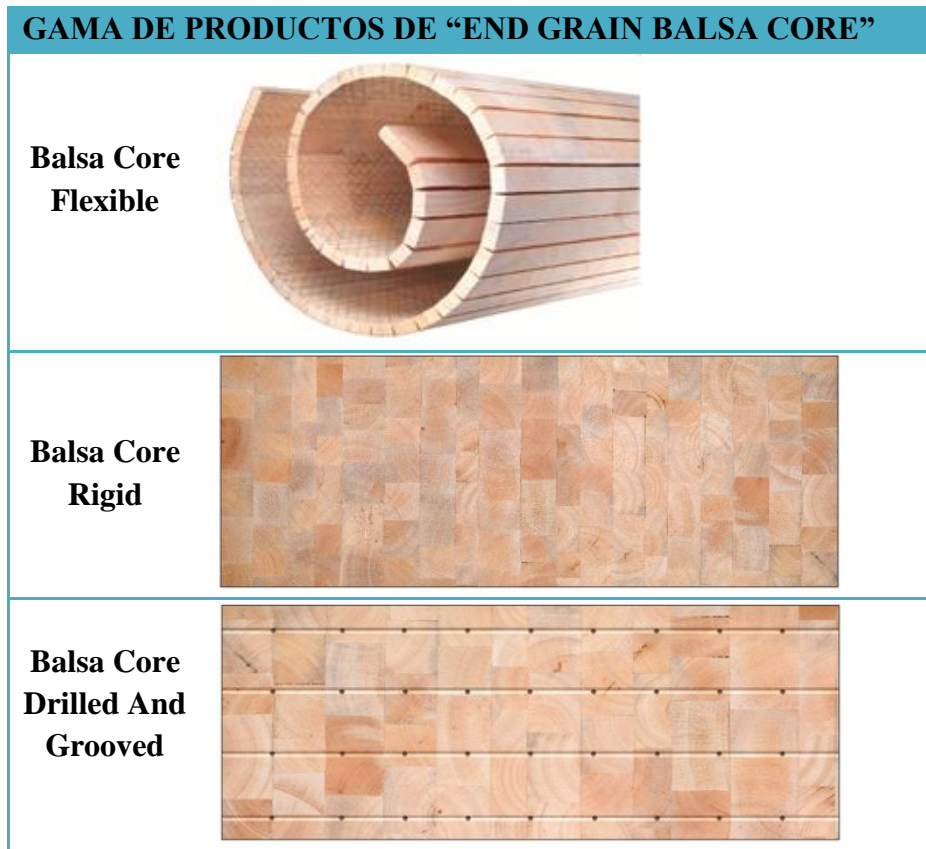 GAMA DE PRODUCTOS DE “END GRAIN BALSA CORE”
Balsa Core
Flexible
Balsa Core
Rigid
Balsa Core
Drilled And
Grooved